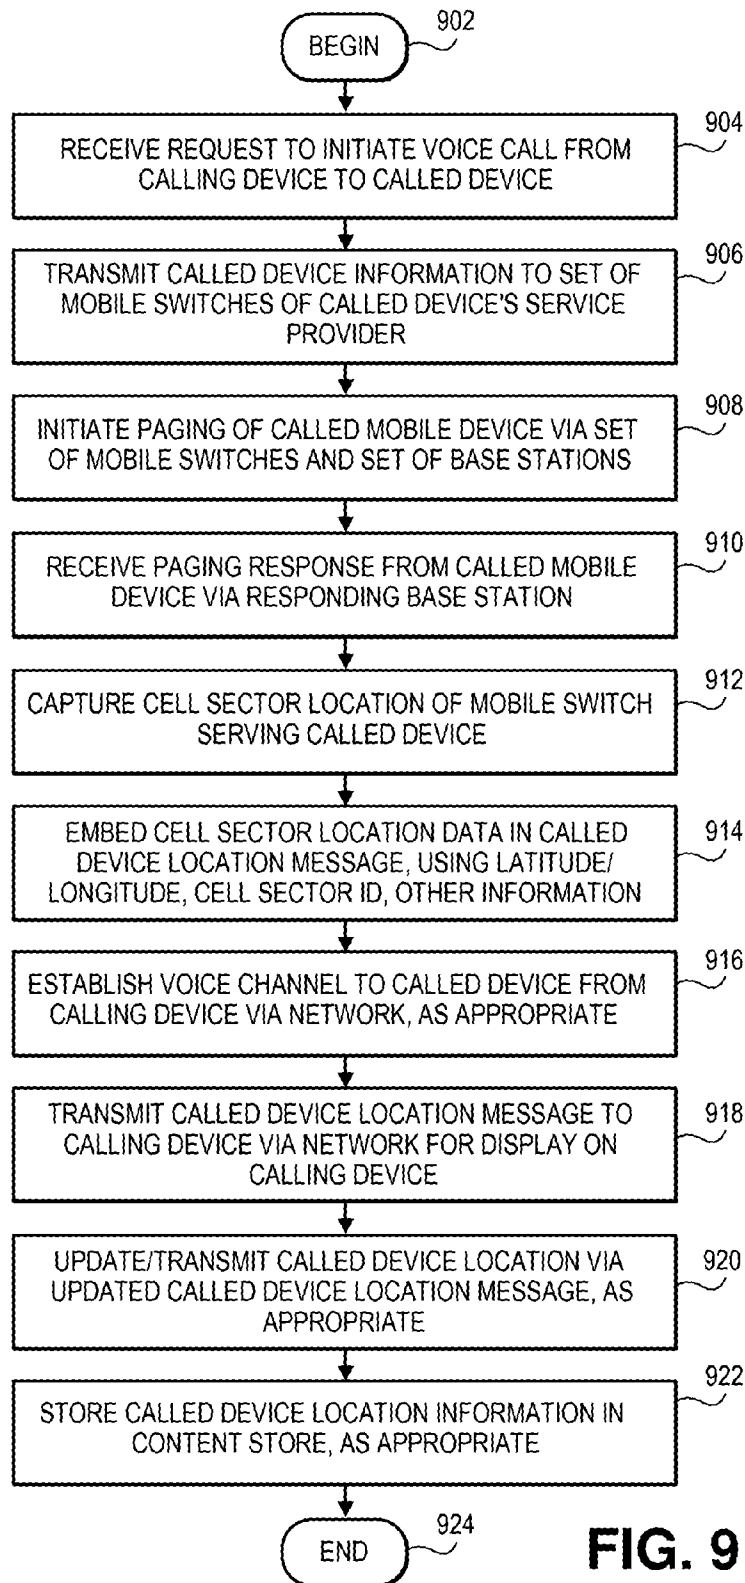 BEGIN
902
904
RECEIVE REQUEST TO INITIATE VOICE CALL FROM
CALLING DEVICE TO CALLED DEVICE
906
TRANSMIT CALLED DEVICE INFORMATION TO SET OF
MOBILE SWITCHES OF CALLED DEVICE'S SERVICE
PROVIDER
908
INITIATE PAGING OF CALLED MOBILE DEVICE VIA SET
OF MOBILE SWITCHES AND SET OF BASE STATIONS
910
RECEIVE PAGING RESPONSE FROM CALLED MOBILE
DEVICE VIA RESPONDING BASE STATION
912
CAPTURE CELL SECTOR LOCATION OF MOBILE SWITCH
SERVING CALLED DEVICE
914
EMBED CELL SECTOR LOCATION DATA IN CALLED
DEVICE LOCATION MESSAGE, USING LATITUDE/
LONGITUDE, CELL SECTOR ID, OTHER INFORMATION
916
ESTABLISH VOICE CHANNEL TO CALLED DEVICE FROM
CALLING DEVICE VIA NETWORK, AS APPROPRIATE
918
TRANSMIT CALLED DEVICE LOCATION MESSAGE TO
CALLING DEVICE VIA NETWORK FOR DISPLAY ON
CALLING DEVICE
920
UPDATE/TRANSMIT CALLED DEVICE LOCATION VIA
UPDATED CALLED DEVICE LOCATION MESSAGE, AS
APPROPRIATE
922
STORE CALLED DEVICE LOCATION INFORMATION IN
CONTENT STORE, AS APPROPRIATE
END
924
FIG. 9